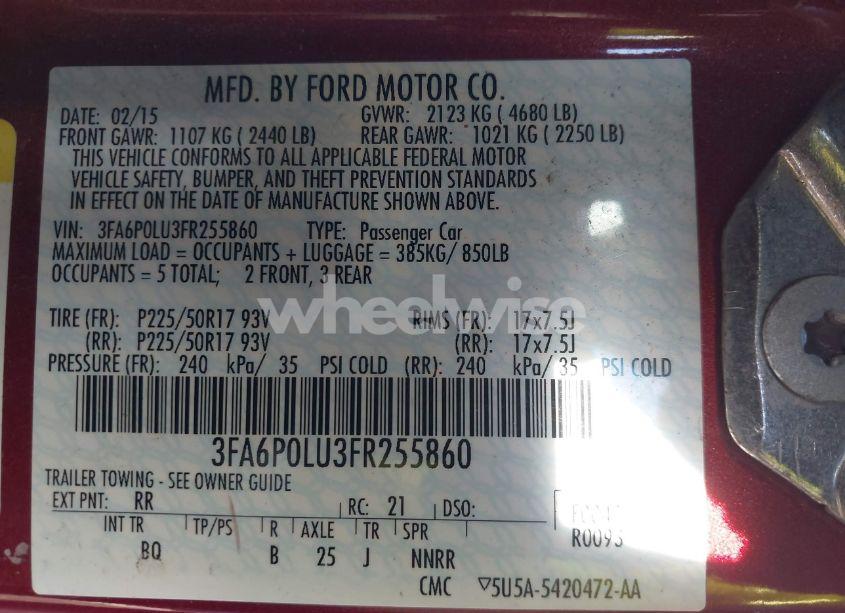 MFD. BY FORD MOTOR CO.
DATE: 02/15 GVWR: 2123 KG ( 4680 LB)
FRONT GAWR: 1107 KG ( 2440 LB) REAR GAWR: 1021 KG ( 2250 LB)
THIS VEHICLE CONFORMS TO ALL APPLICABLE FEDERAL MOTOR
VEHICLE SAFETY, BUMPER, AND THEFT PREVENTION STANDARDS
IN EFFECT ON THE DATE OF MANUFACTURE SHOWN ABOVE.
VIN: 3FA6P0LU3FR255860 TYPE: Passenger Car
MAXIMUM LOAD = OCCUPANTS + LUGGAGE = 385KG/ 850LB
OCCUPANTS = 5 TOTAL; 2 FRONT, 3 REAR
wheelwise
TIRE (FR): P225/50R17 93V RIMS (FR): 17x7.5J
(RR): P225/50R17 93V (RR): 17x7.5J
PRESSURE (FR): 240 kPa/ 35 PSI COLD (RR): 240 kPa/ 35 PSI COLD
3FA6P0LU3FR255860
TRAILER TOWING - SEE OWNER GUIDE
EXT PNT: RR RC: 21 DSO:
INT TR TP/PS R AXLE TR SPR R0093
BQ B 25 J NNRR
CMC ▽5U5A-5420472-AA